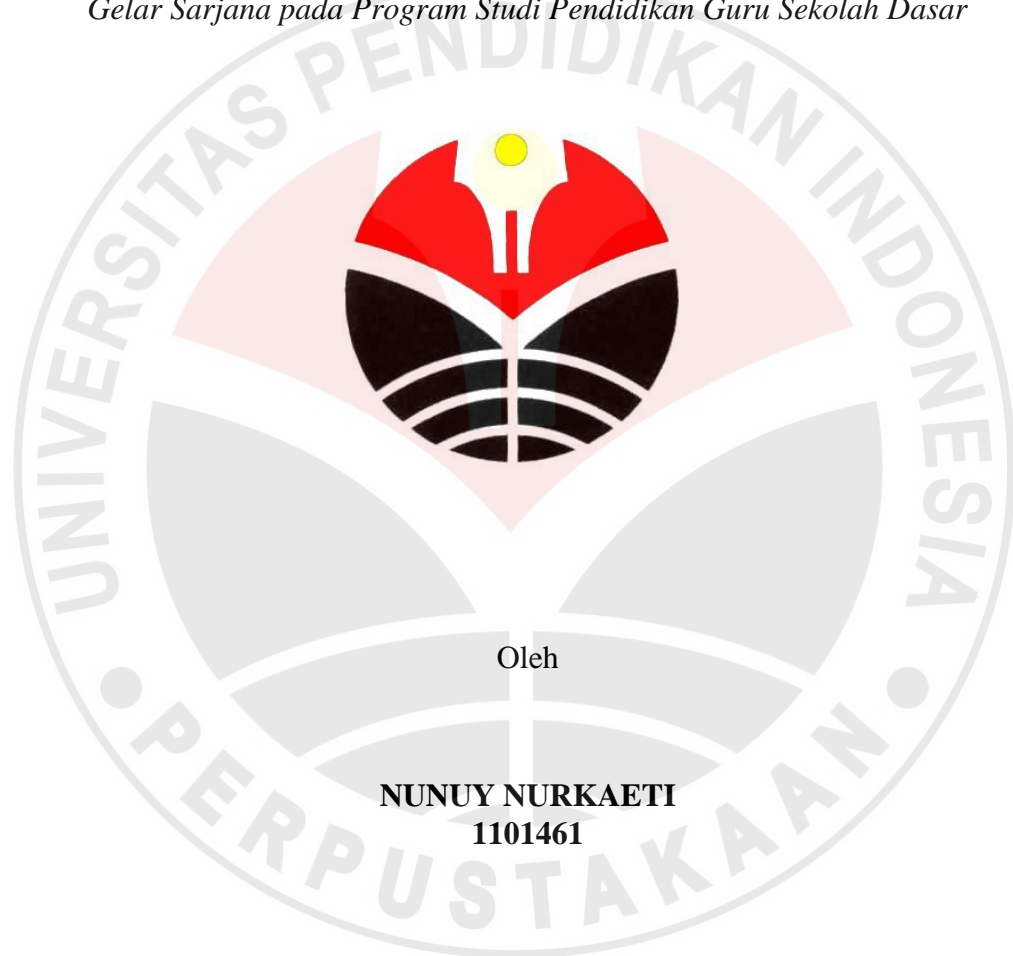 Gelar Sarjana pada Program Studi Pendidikan Guru Sekolah Dasar
UNIVERSITAS PENDIDIKAN INDONESIA
Oleh
NUNUY NURKAETI
1101461
PERPUSTAKAAN